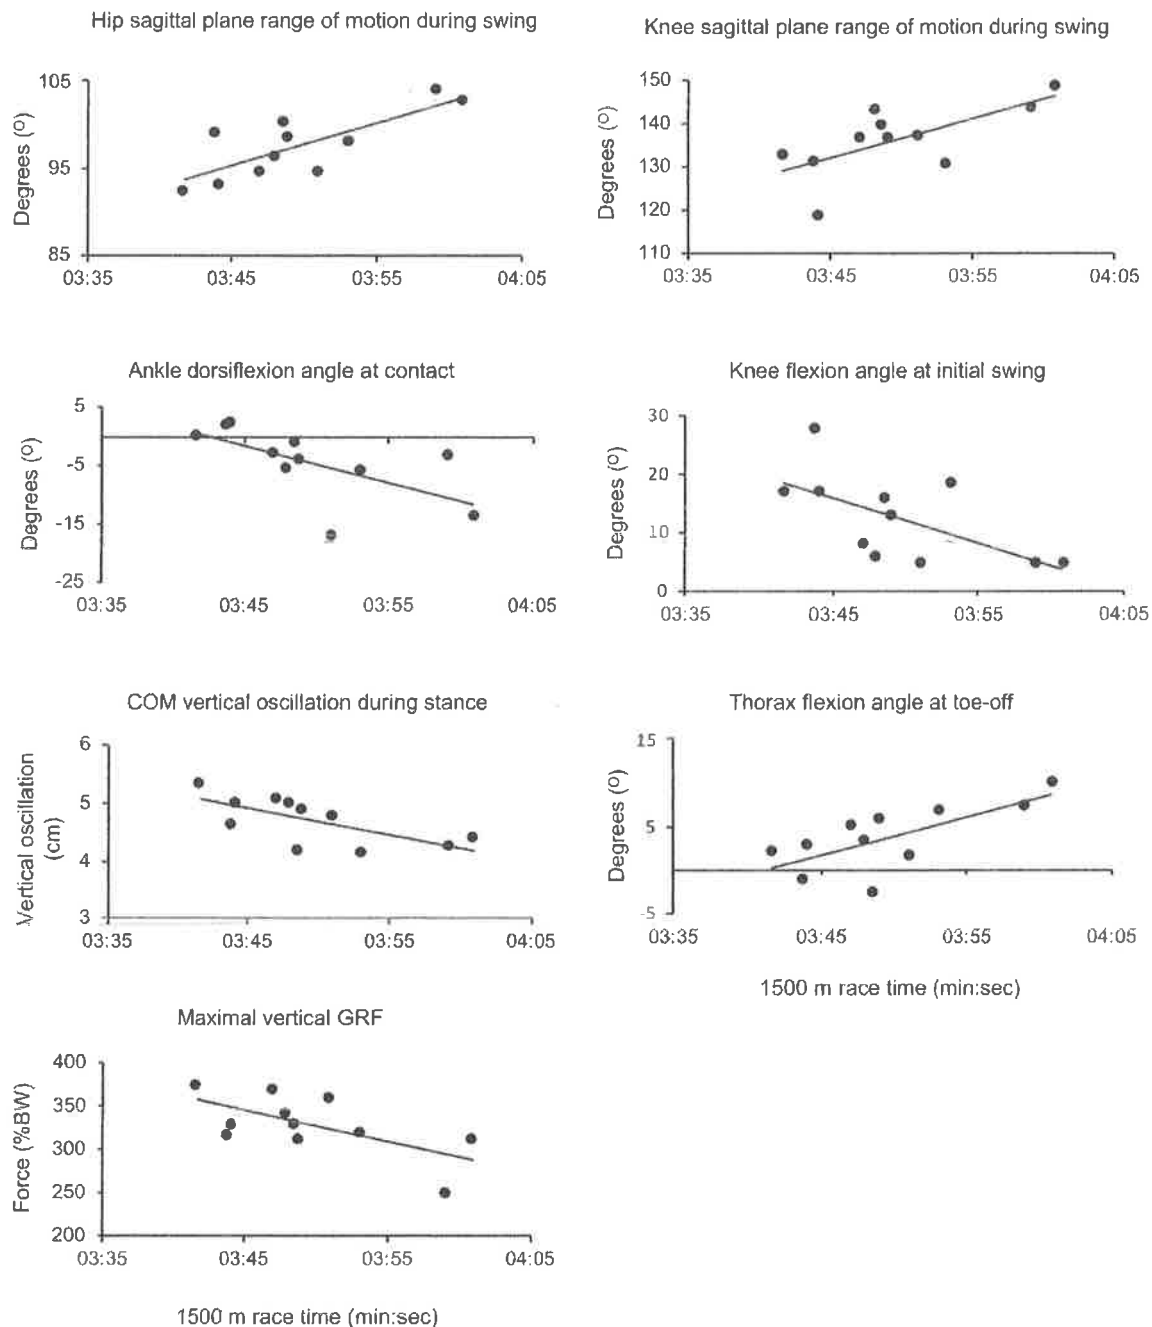 Hip sagittal plane range of motion during swing
105
95
85
Degrees (º)
03:35 03:45 03:55 04:05
Knee sagittal plane range of motion during swing
150
140
130
120
110
Degrees (º)
03:35 03:45 03:55 04:05
Ankle dorsiflexion angle at contact
5
-5
-15
-25
Degrees (º)
03:35 03:45 03:55 04:05
Knee flexion angle at initial swing
30
20
10
0
Degrees (º)
03:35 03:45 03:55 04:05
COM vertical oscillation during stance
6
5
4
3
Vertical oscillation
(cm)
03:35 03:45 03:55 04:05
Thorax flexion angle at toe-off
15
5
-5
Degrees (º)
03:35 03:45 03:55 04:05
1500 m race time (min:sec)
Maximal vertical GRF
400
350
300
250
200
Force (%BW)
03:35 03:45 03:55 04:05
1500 m race time (min:sec)